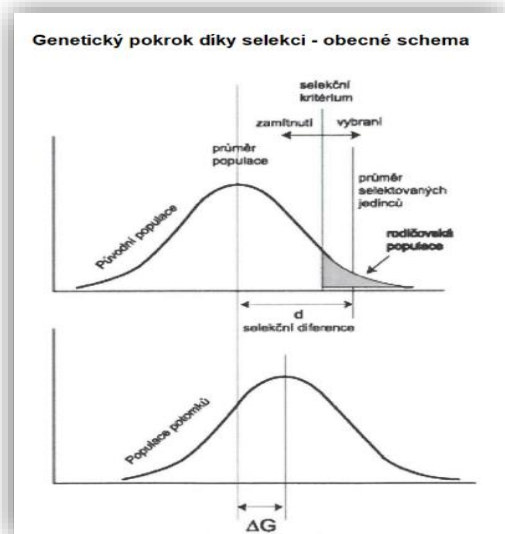 Genetický pokrok díky selekci - obecné schema
selekční
kritérium
zamítnutí
vybraní
průměr
populace
průměr
selektovaných
jedinců
rodičovská
populace
Původní populace
d
selekční diference
Populace potomků
ΔG